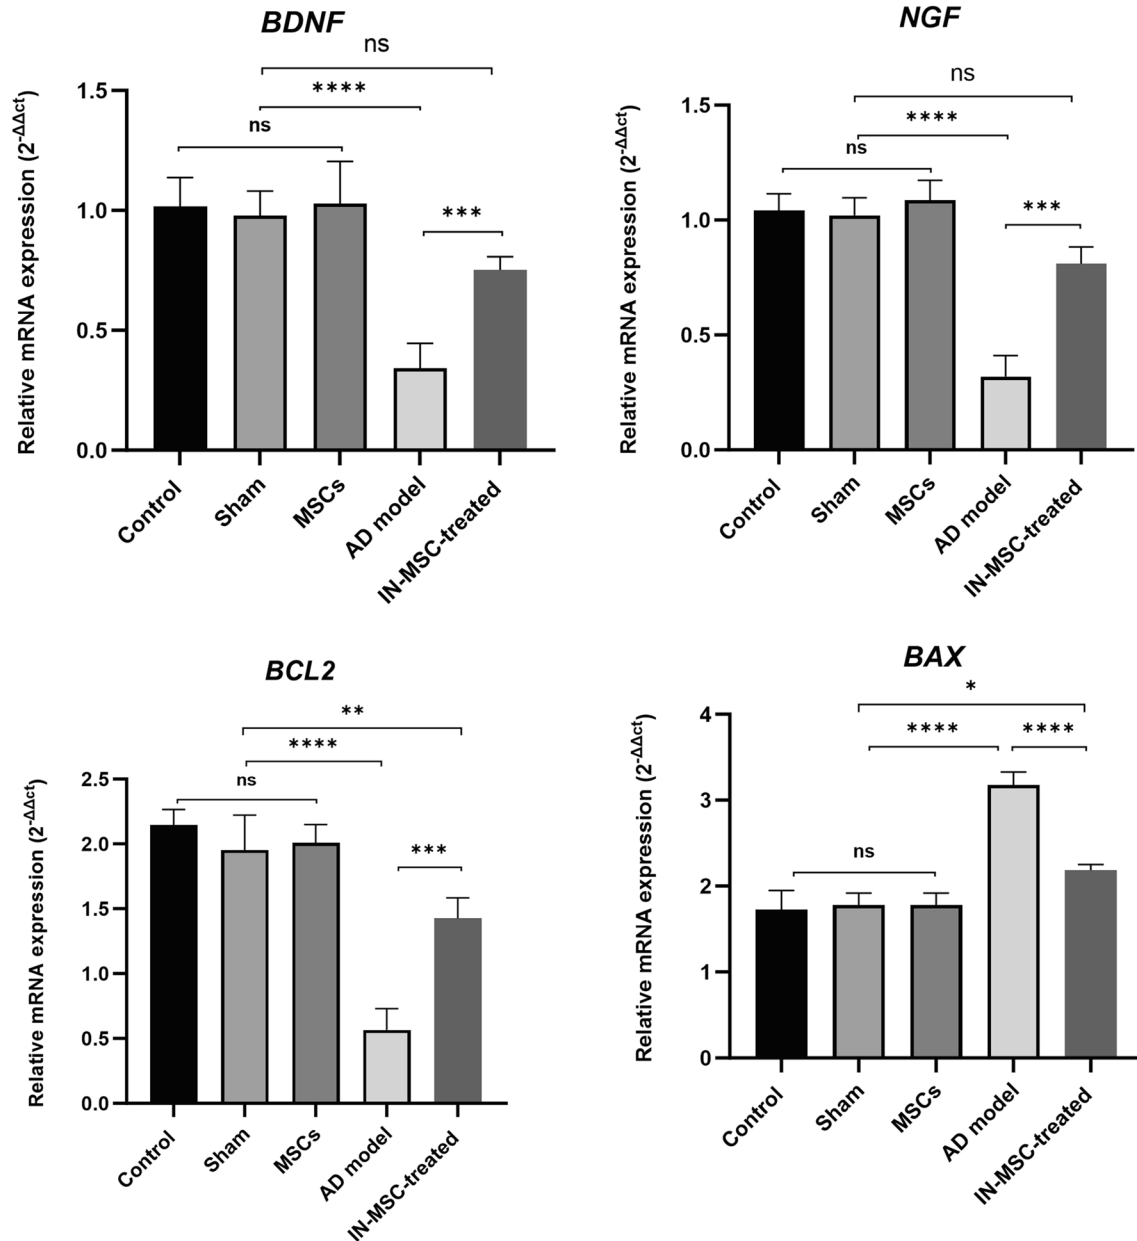 BDNF
ns
****
ns
***
Relative mRNA expression (2-ΔΔct)
1.5
1.0
0.5
0.0
Control
Sham
MSCs
AD model
IN-MSC-treated
NGF
ns
****
ns
***
Relative mRNA expression (2-ΔΔct)
1.5
1.0
0.5
0.0
Control
Sham
MSCs
AD model
IN-MSC-treated
BCL2
**
****
ns
***
Relative mRNA expression (2-ΔΔct)
2.5
2.0
1.5
1.0
0.5
0.0
Control
Sham
MSCs
AD model
IN-MSC-treated
BAX
*
**** ****
ns
Relative mRNA expression (2-ΔΔct)
4
3
2
1
0
Control
Sham
MSCs
AD model
IN-MSC-treated